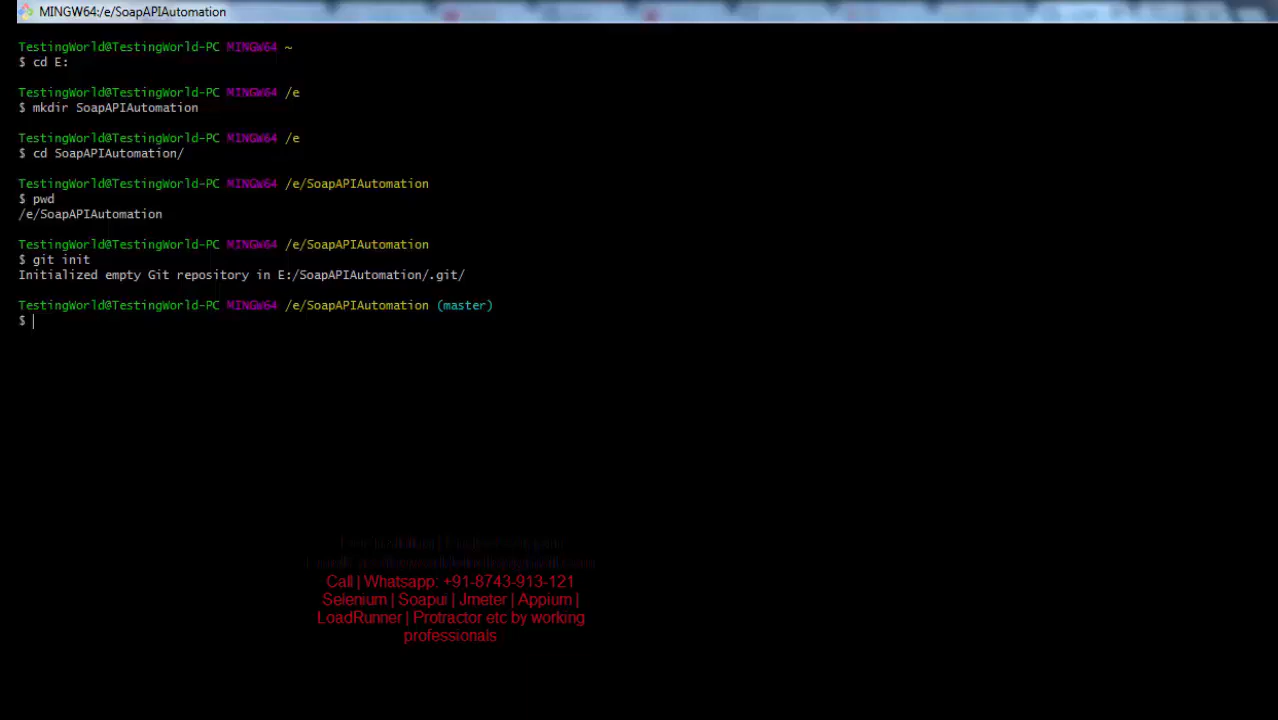 MINGW64:/e/SoapAPIAutomation
TestingWorld@TestingWorld-PC MINGW64 ~
$ cd E:
TestingWorld@TestingWorld-PC MINGW64 /e
$ mkdir SoapAPIAutomation
TestingWorld@TestingWorld-PC MINGW64 /e
$ cd SoapAPIAutomation/
TestingWorld@TestingWorld-PC MINGW64 /e/SoapAPIAutomation
$ pwd
/e/SoapAPIAutomation
TestingWorld@TestingWorld-PC MINGW64 /e/SoapAPIAutomation
$ git init
Initialized empty Git repository in E:/SoapAPIAutomation/.git/
TestingWorld@TestingWorld-PC MINGW64 /e/SoapAPIAutomation (master)
$
Call | Whatsapp: +91-8743-913-121
Selenium | Soapui | Jmeter | Appium |
LoadRunner | Protractor etc by working
professionals